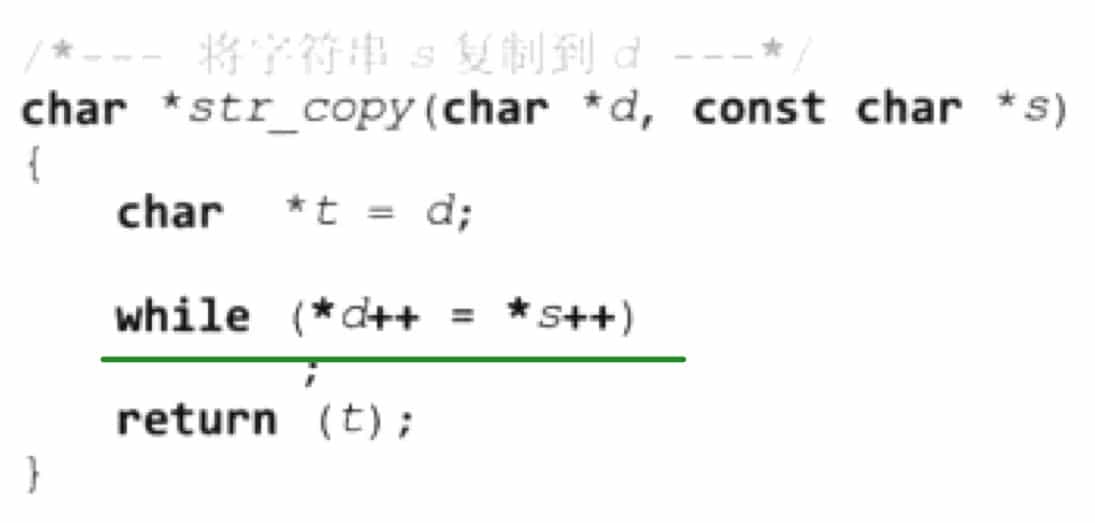 /*--- 将字符串 s 复制到 d ---*/
char *str_copy(char *d, const char *s)
{
    char  *t = d;
    while (*d++ = *s++)
        ;
    return (t);
}